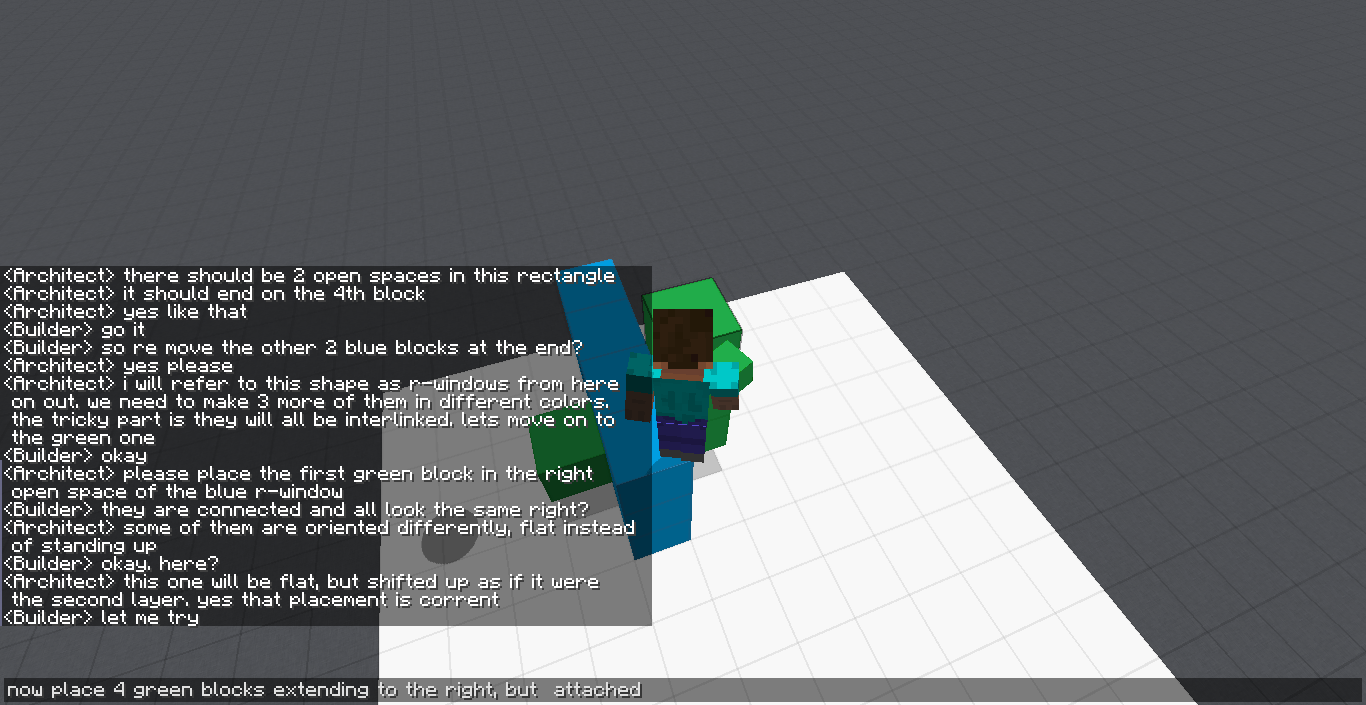 <Architect> there should be 2 open spaces in this rectangle
<Architect> it should end on the 4th block
<Architect> yes like that
<Builder> go it
<Builder> so re move the other 2 blue blocks at the end?
<Architect> yes please
<Architect> i will refer to this shape as r-windows from here
on out. we need to make 3 more of them in different colors.
the tricky part is they will all be interlinked. lets move on to
the green one
<Builder> okay
<Architect> please place the first green block in the right
open space of the blue r-window
<Builder> they are connected and all look the same right?
<Architect> some of them are oriented differently, flat instead
of standing up
<Builder> okay. here?
<Architect> this one will be flat, but shifted up as if it were
the second layer. yes that placement is corrent
<Builder> let me try
now place 4 green blocks extending to the right, but  attached